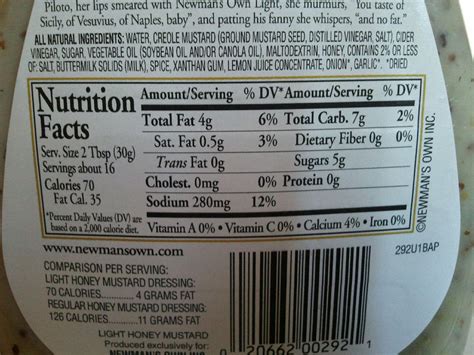 Piloto, her lips smeared with Newman's Own Light, she murmurs, "You taste of
Sicily, of Vesuvius, of Naples, baby", and patting his fanny she whispers, "and no fat."
ALL NATURAL INGREDIENTS: WATER, CREOLE MUSTARD (GROUND MUSTARD SEED, DISTILLED VINEGAR, SALT), CIDER
VINEGAR, SUGAR, VEGETABLE OIL (SOYBEAN OIL AND/OR CANOLA OIL), MALTODEXTRIN, HONEY, CONTAINS 2% OR LESS
OF: SALT, BUTTERMILK SOLIDS (MILK), SPICE, XANTHAN GUM, LEMON JUICE CONCENTRATE, ONION*, GARLIC*. *DRIED
Nutrition
Facts
Serv. Size 2 Tbsp (30g)
Servings about 16
Calories 70
Fat Cal. 35
*Percent Daily Values (DV) are
based on a 2,000 calorie diet.
Amount/Serving % DV* Amount/Serving % DV*
Total Fat 4g 6% Total Carb. 7g 2%
Sat. Fat 0.5g 3% Dietary Fiber 0g 0%
Trans Fat 0g Sugars 5g
Cholest. 0mg 0% Protein 0g
Sodium 280mg 12%
Vitamin A 0% • Vitamin C 0% • Calcium 4% • Iron 0%
©NEWMAN'S OWN INC.
www.newmansown.com
292U1BAP
COMPARISON PER SERVING:
LIGHT HONEY MUSTARD DRESSING:
70 CALORIES..............4 GRAMS FAT
REGULAR HONEY MUSTARD DRESSING:
126 CALORIES............11 GRAMS FAT
LIGHT HONEY MUSTARD
Produced exclusively for:
NEWMAN'S OWN INC
0 20662 00292 1